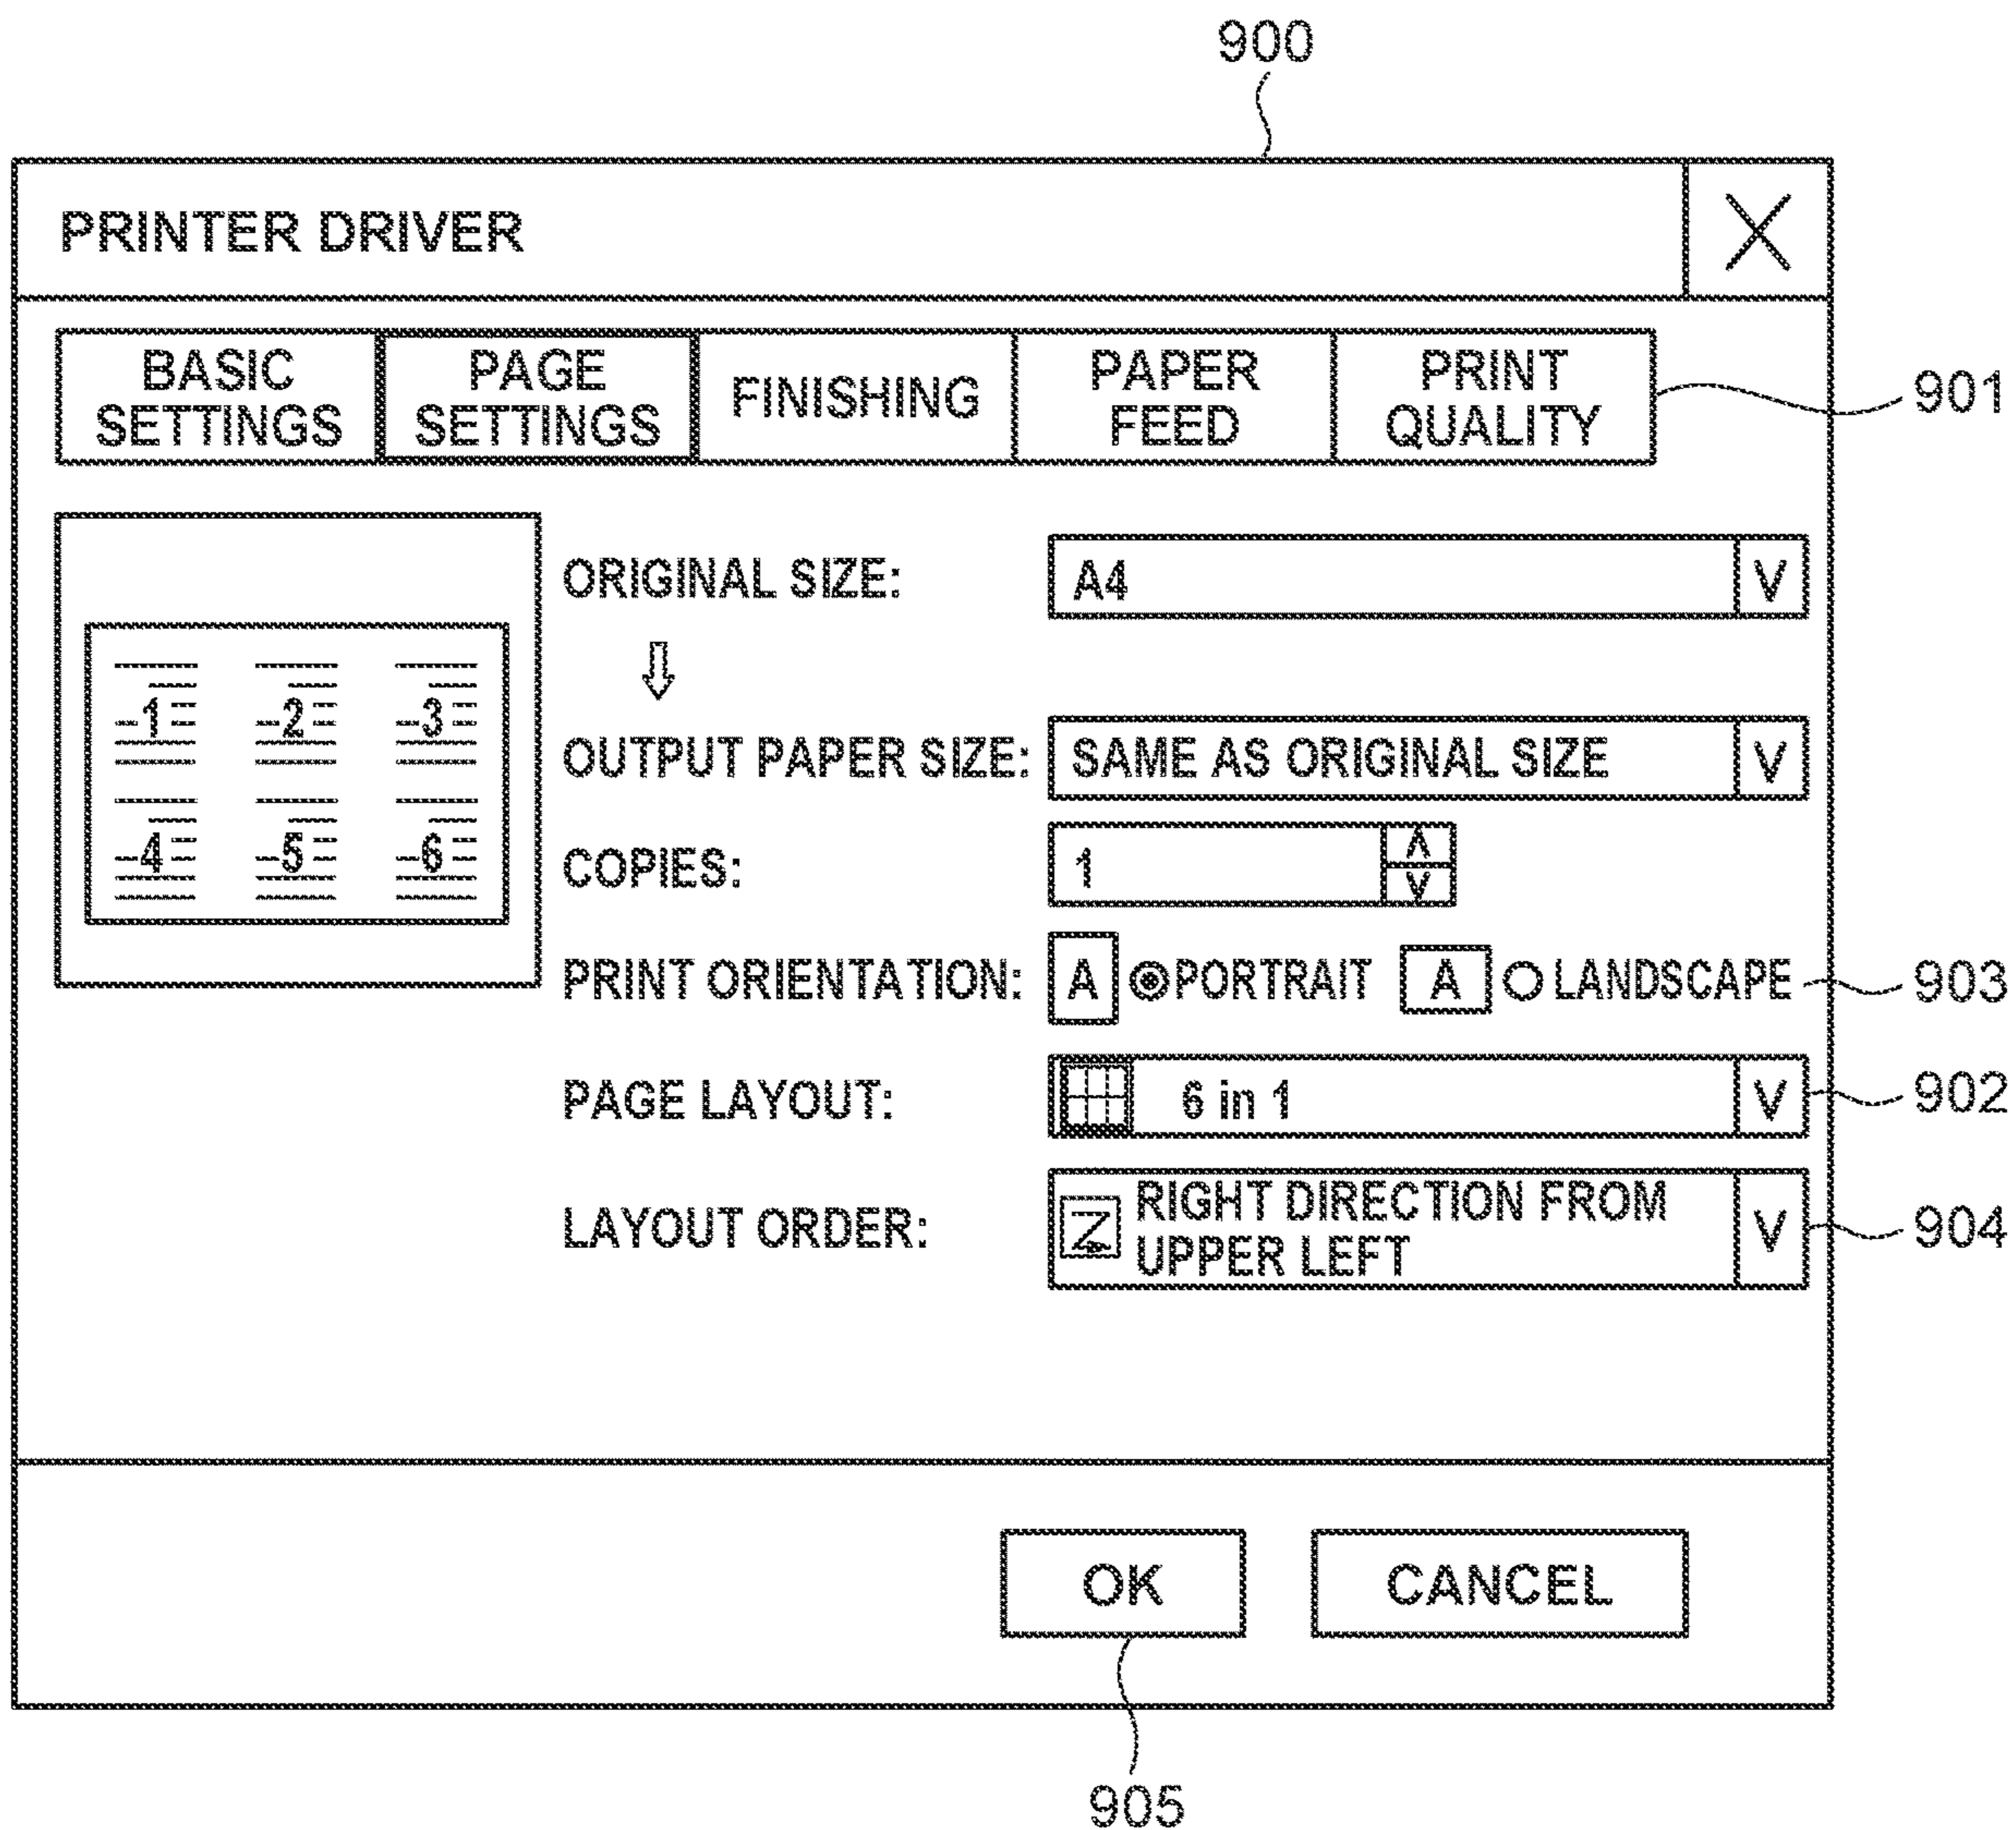 900
PRINTER DRIVER
BASIC SETTINGS
PAGE SETTINGS
FINISHING
PAPER FEED
PRINT QUALITY
901
ORIGINAL SIZE:
A4
V
1 2 3
4 5 6
OUTPUT PAPER SIZE:
SAME AS ORIGINAL SIZE
V
COPIES:
1
PRINT ORIENTATION:
A PORTRAIT A LANDSCAPE
903
PAGE LAYOUT:
6 in 1
V
902
LAYOUT ORDER:
RIGHT DIRECTION FROM
UPPER LEFT
V
904
OK
CANCEL
905